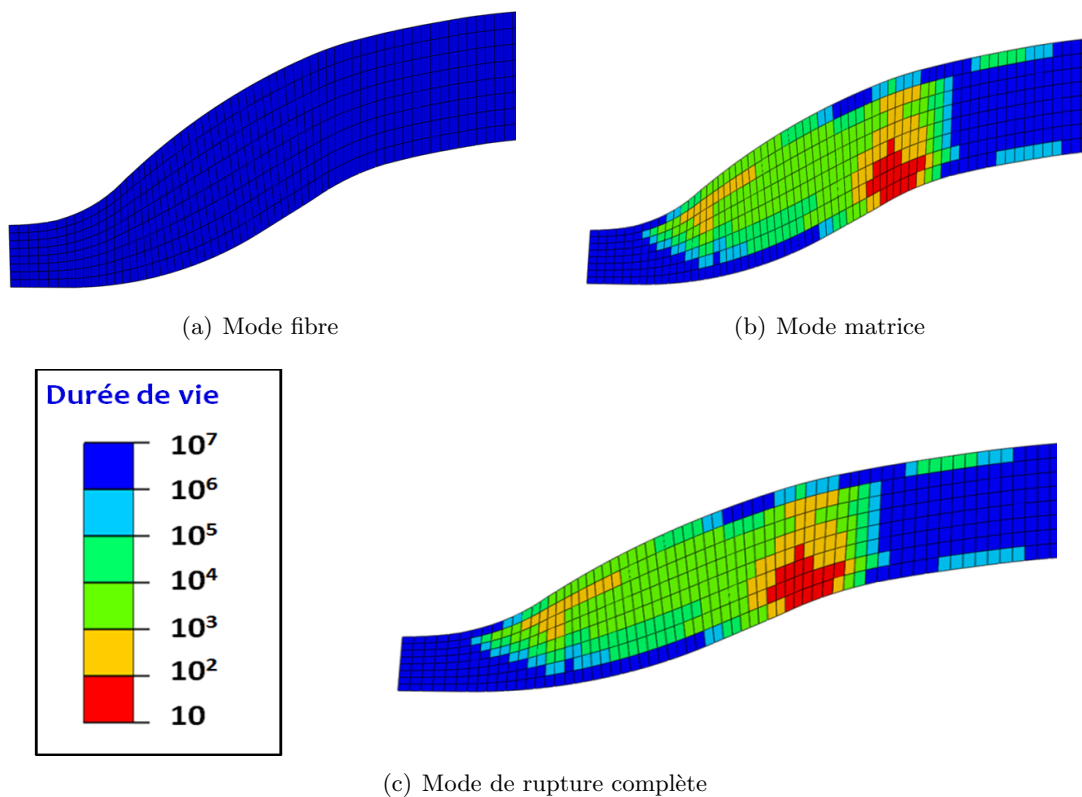 (a) Mode fibre
(b) Mode matrice
Durée de vie
10⁷
10⁶
10⁵
10⁴
10³
10²
10
(c) Mode de rupture complète